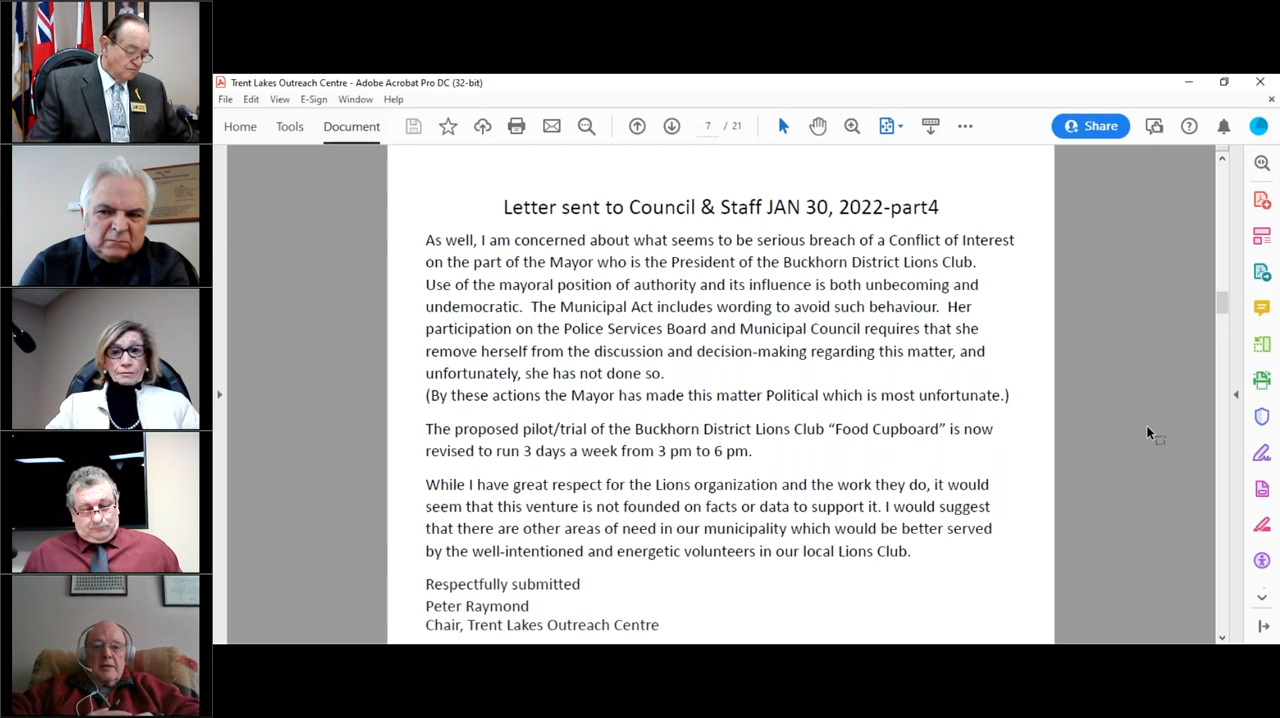 Trent Lakes Outreach Centre - Adobe Acrobat Pro DC (32-bit)
File Edit View E-Sign Window Help
Home Tools Document 7 / 21 Share
Letter sent to Council & Staff JAN 30, 2022-part4
As well, I am concerned about what seems to be serious breach of a Conflict of Interest
on the part of the Mayor who is the President of the Buckhorn District Lions Club.
Use of the mayoral position of authority and its influence is both unbecoming and
undemocratic. The Municipal Act includes wording to avoid such behaviour. Her
participation on the Police Services Board and Municipal Council requires that she
remove herself from the discussion and decision-making regarding this matter, and
unfortunately, she has not done so.
(By these actions the Mayor has made this matter Political which is most unfortunate.)
The proposed pilot/trial of the Buckhorn District Lions Club “Food Cupboard” is now
revised to run 3 days a week from 3 pm to 6 pm.
While I have great respect for the Lions organization and the work they do, it would
seem that this venture is not founded on facts or data to support it. I would suggest
that there are other areas of need in our municipality which would be better served
by the well-intentioned and energetic volunteers in our local Lions Club.
Respectfully submitted
Peter Raymond
Chair, Trent Lakes Outreach Centre